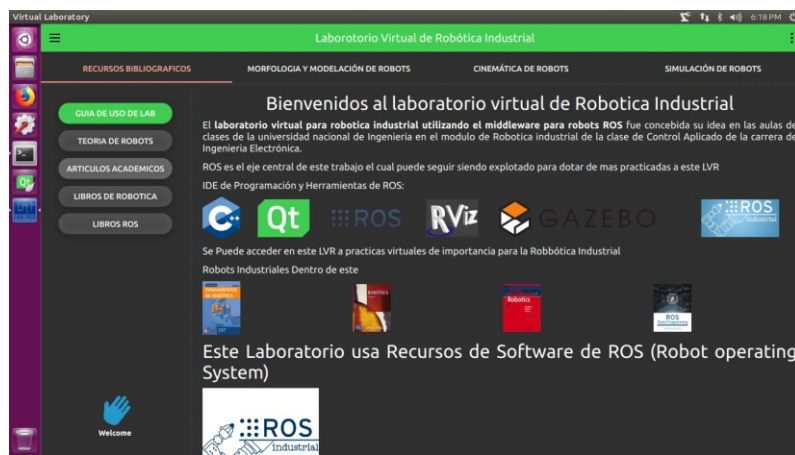 Virtual Laboratory
6:18 PM
Laborotorio Virtual de Robótica Industrial
RECURSOS BIBLIOGRAFICOS
MORFOLOGIA Y MODELACIÓN DE ROBOTS
CINEMÁTICA DE ROBOTS
SIMULACIÓN DE ROBOTS
GUIA DE USO DE LAB
TEORIA DE ROBOTS
ARTICULOS ACADEMICOS
LIBROS DE ROBOTICA
LIBROS ROS
Welcome
Bienvenidos al laboratorio virtual de Robotica Industrial
El laboratorio virtual para robotica industrial utilizando el middleware para robots ROS fue concebida su idea en las aulas de
clases de la universidad nacional de Ingenieria en el modulo de Robotica industrial de la clase de Control Aplicado de la carrera de
Ingenieria Electrónica.
ROS es el eje central de este trabajo el cual puede seguir siendo explotado para dotar de mas practicadas a este LVR
IDE de Programación y Herramientas de ROS:
C++
Qt
ROS
RViz
GAZEBO
ROS
Industrial
Se Puede acceder en este LVR a practicas virtuales de importancia para la Robbótica Industrial
Robots Industriales Dentro de este
ROBÓTICA
Robotics
ROS
Este Laboratorio usa Recursos de Software de ROS (Robot operating
System)
ROS
industrial